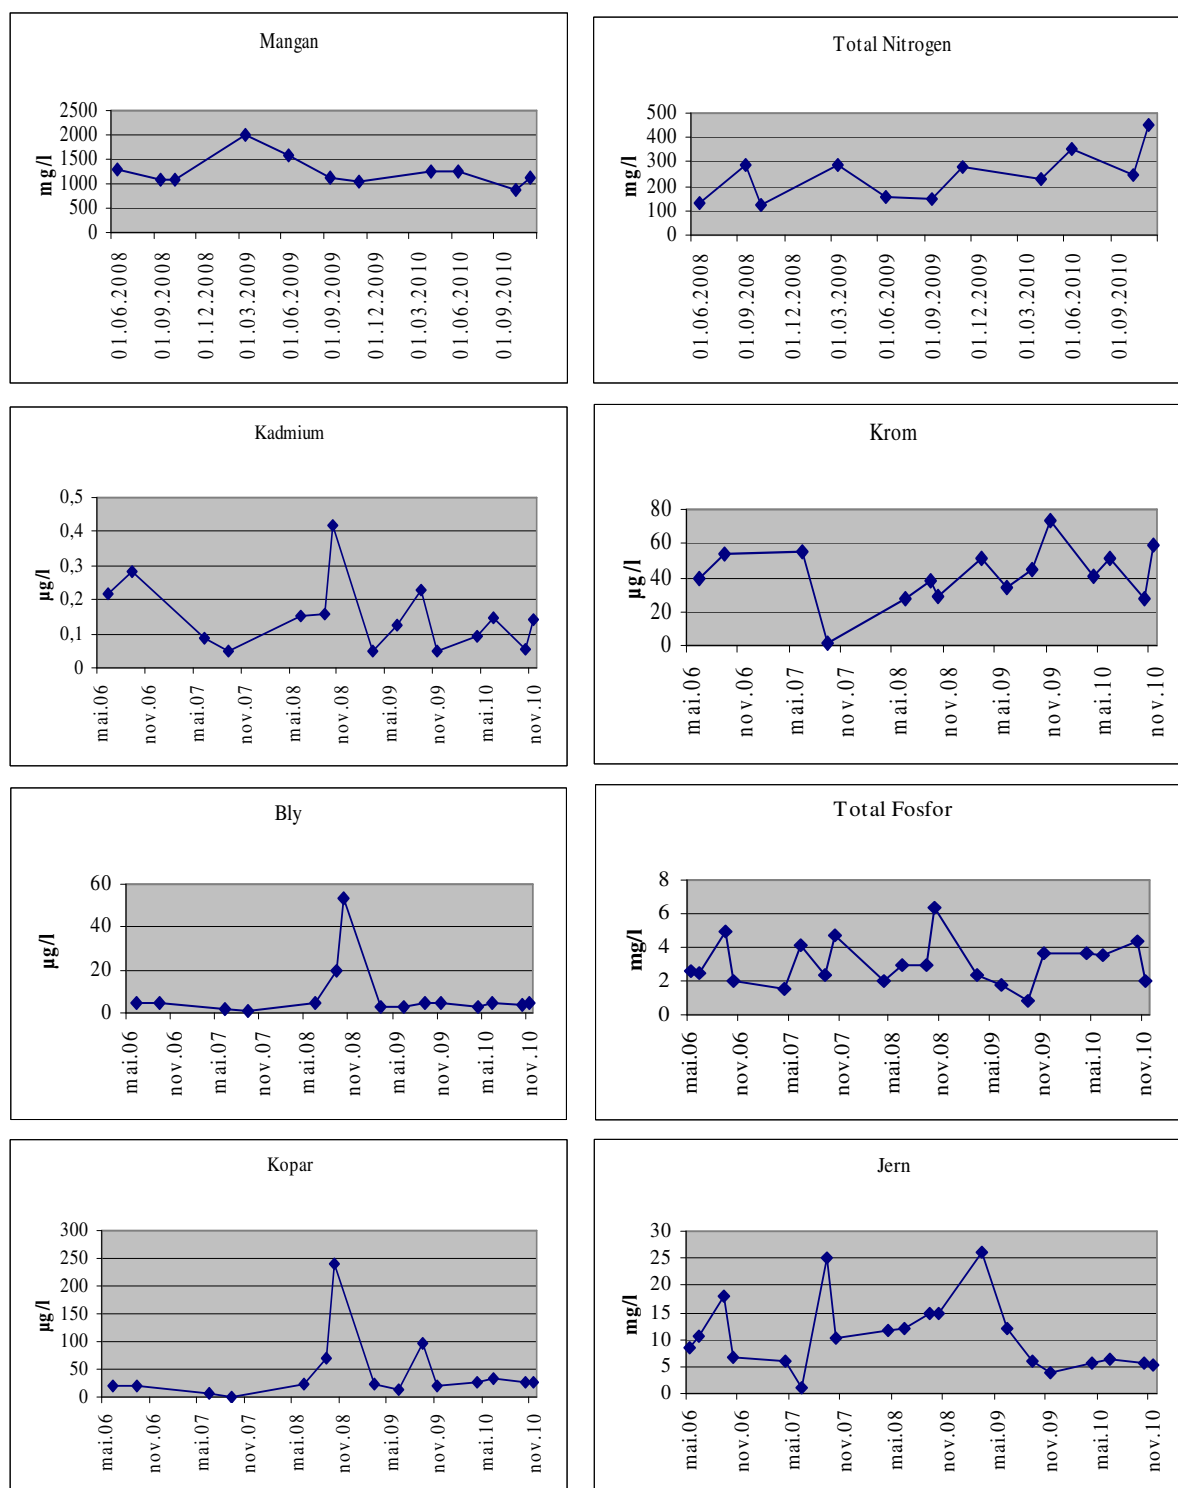 Mangan
mg/l
2500
2000
1500
1000
500
0
01.06.2008
01.09.2008
01.12.2008
01.03.2009
01.06.2009
01.09.2009
01.12.2009
01.03.2010
01.06.2010
01.09.2010
Total Nitrogen
mg/l
500
400
300
200
100
0
01.06.2008
01.09.2008
01.12.2008
01.03.2009
01.06.2009
01.09.2009
01.12.2009
01.03.2010
01.06.2010
01.09.2010
Kadmium
µg/l
0,5
0,4
0,3
0,2
0,1
0
mai.06
nov.06
mai.07
nov.07
mai.08
nov.08
mai.09
nov.09
mai.10
nov.10
Krom
µg/l
80
60
40
20
0
mai.06
nov.06
mai.07
nov.07
mai.08
nov.08
mai.09
nov.09
mai.10
nov.10
Bly
µg/l
60
40
20
0
mai.06
nov.06
mai.07
nov.07
mai.08
nov.08
mai.09
nov.09
mai.10
nov.10
Total Fosfor
mg/l
8
6
4
2
0
mai.06
nov.06
mai.07
nov.07
mai.08
nov.08
mai.09
nov.09
mai.10
nov.10
Kopar
µg/l
300
250
200
150
100
50
0
mai.06
nov.06
mai.07
nov.07
mai.08
nov.08
mai.09
nov.09
mai.10
nov.10
Jern
mg/l
30
25
20
15
10
5
0
mai.06
nov.06
mai.07
nov.07
mai.08
nov.08
mai.09
nov.09
mai.10
nov.10